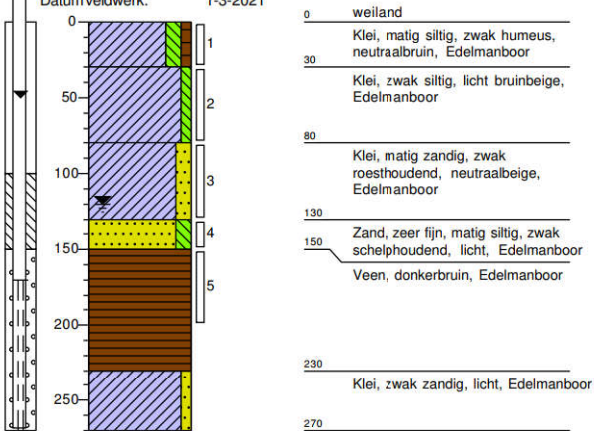 Datum veldwerk: 1-3-2021
0
50
100
150
200
250
1
2
3
4
5
0 weiland
Klei, matig siltig, zwak humeus,
neutraalbruin, Edelmanboor
30
Klei, zwak siltig, licht bruinbeige,
Edelmanboor
80
Klei, matig zandig, zwak
roesthoudend, neutraalbeige,
Edelmanboor
130
Zand, zeer fijn, matig siltig, zwak
schelphoudend, licht, Edelmanboor
150
Veen, donkerbruin, Edelmanboor
230
Klei, zwak zandig, licht, Edelmanboor
270